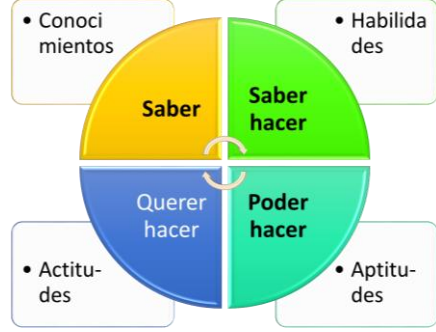 • Conoci
mientos
• Habilida
des
Saber
Saber
hacer
Querer
hacer
Poder
hacer
• Actitu-
des
• Aptitu-
des